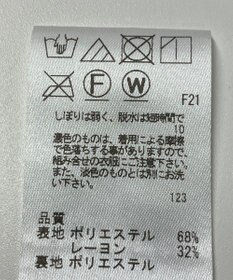 F W
F21
しぼりは弱く、脱水は短時間で
10
濃色のものは、着用による摩擦
で色落ちする事がありますので、
組み合せの衣服にご注意下さい。
また、淡色のものとは別にお洗
い下さい。
123
品質
表地 ポリエステル 68%
レーヨン 32%
裏地 ポリエステル